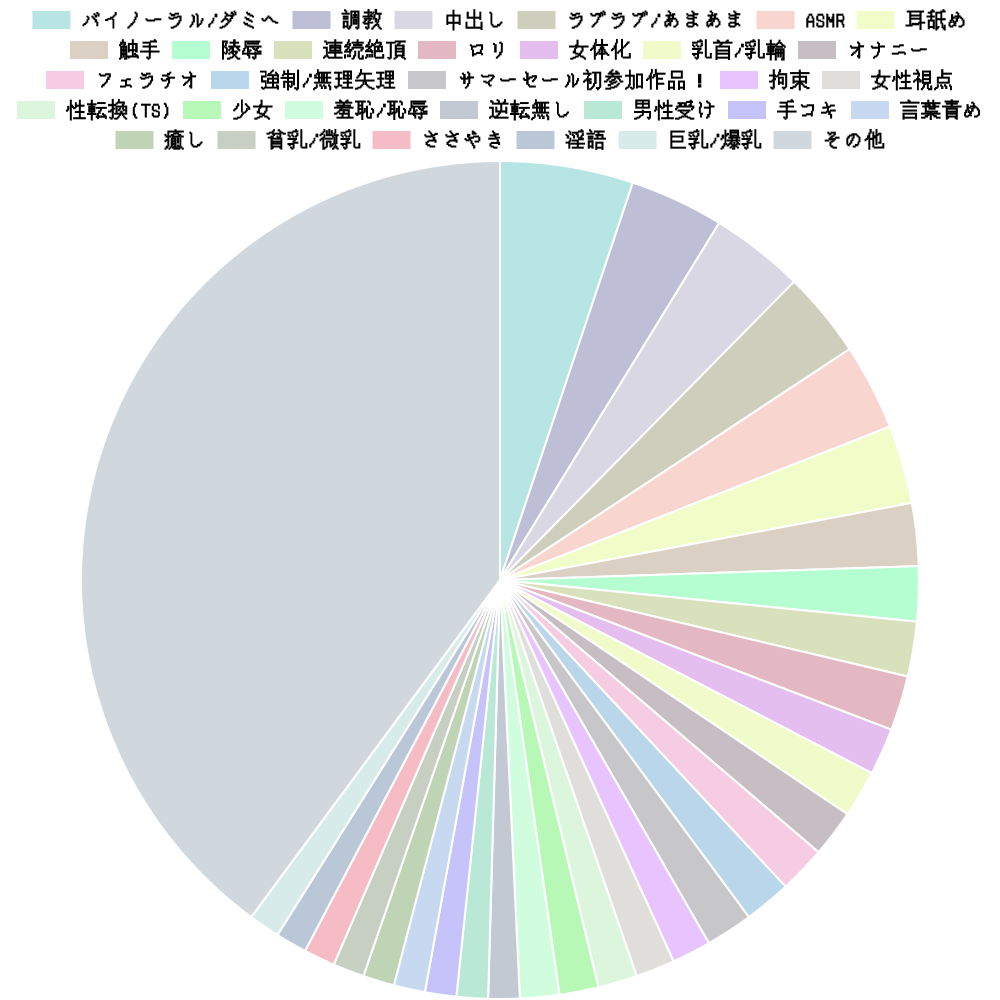 バイノーラル/ダミヘ 調教 中出し ラブラブ/あまあま ASMR 耳舐め
触手 陵辱 連続絶頂 ロリ 女体化 乳首/乳輪 オナニー
フェラチオ 強制/無理矢理 サマーセール初参加作品！ 拘束 女性視点
性転換(TS) 少女 羞恥/恥辱 逆転無し 男性受け 手コキ 言葉責め
癒し 貧乳/微乳 ささやき 淫語 巨乳/爆乳 その他